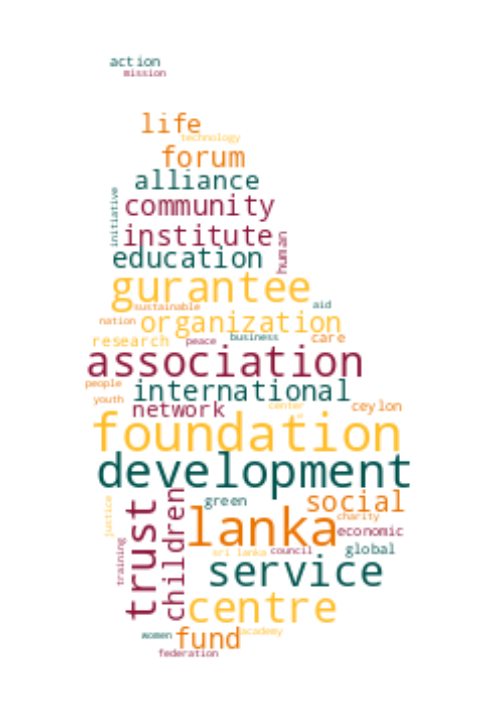 action
mission
life
technology
forum
alliance
initiative
community
institute
human
education
gurantee
sustainable
aid
nation
organization
research
peace
business
care
association
people
international
youth
network
center
ceylon
foundation
development
trust
children
justice
green
social
lanka
charity
economic
training
sri lanka
council
global
service
centre
women
fund
academy
federation